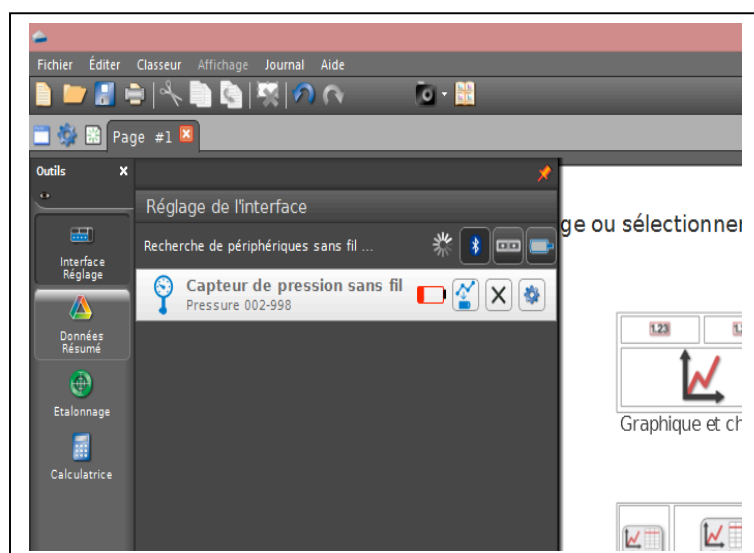 Fichier Éditer Classeur Affichage Journal Aide
Page #1
Outils x
Réglage de l'interface
Recherche de périphériques sans fil ...
Interface
Réglage
Capteur de pression sans fil
Pressure 002-998
Données
Résumé
Etalonnage
Calculatrice
ge ou sélectionner
1.23
1.
Graphique et ch